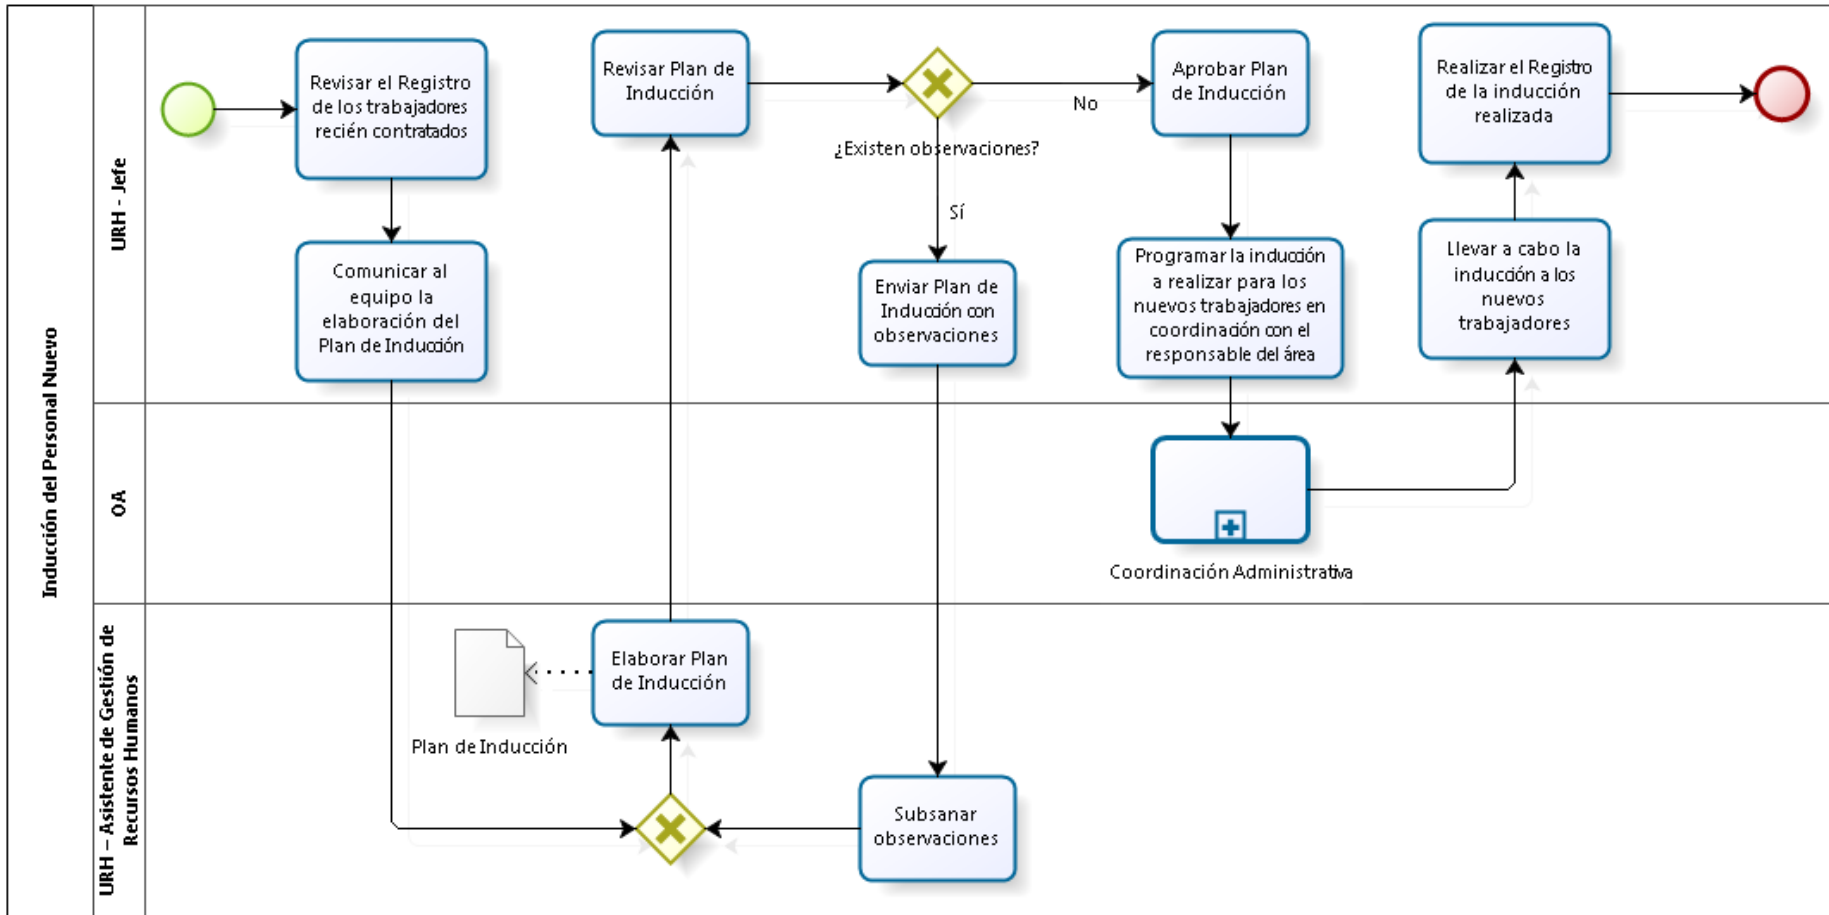 Inducción del Personal Nuevo
URH - Jefe
Revisar el Registro
de los trabajadores
recién contratados
Comunicar al
equipo la
elaboración del
Plan de Inducción
Revisar Plan de
Inducción
¿Existen observaciones?
No
Sí
Enviar Plan de
Inducción con
observaciones
Aprobar Plan
de Inducción
Programar la inducción
a realizar para los
nuevos trabajadores en
coordinación con el
responsable del área
Realizar el Registro
de la inducción
realizada
Llevar a cabo la
inducción a los
nuevos
trabajadores
OA
Coordinación Administrativa
URH – Asistente de Gestión de
Recursos Humanos
Plan de Inducción
Elaborar Plan
de Inducción
Subsanar
observaciones